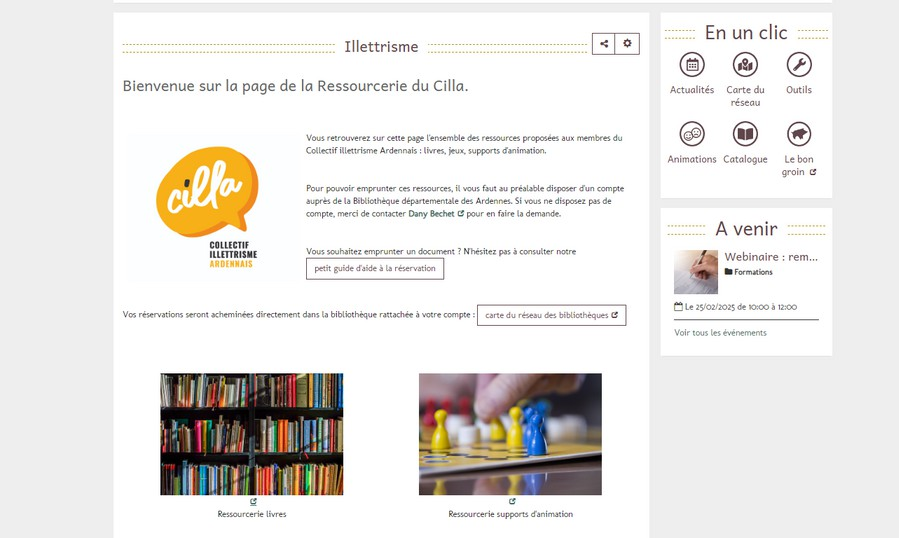 Illettrisme
Bienvenue sur la page de la Ressourcerie du Cilla.
cilla
COLLECTIF
ILLETTRISME
ARDENNAIS
Vous retrouverez sur cette page l'ensemble des ressources proposées aux membres du
Collectif illettrisme Ardennais : livres, jeux, supports d'animation.
Pour pouvoir emprunter ces ressources, il vous faut au préalable disposer d'un compte
auprès de la Bibliothèque départementale des Ardennes. Si vous ne disposez pas de
compte, merci de contacter Dany Bechet pour en faire la demande.
Vous souhaitez emprunter un document ? N'hésitez pas à consulter notre
petit guide d'aide à la réservation
Vos réservations seront acheminées directement dans la bibliothèque rattachée à votre compte : carte du réseau des bibliothèques
Ressourcerie livres
Ressourcerie supports d'animation
En un clic
Actualités
Carte du
réseau
Outils
Animations
Catalogue
Le bon
groin
A venir
Webinaire : rem...
Formations
Le 25/02/2025 de 10:00 à 12:00
Voir tous les événements